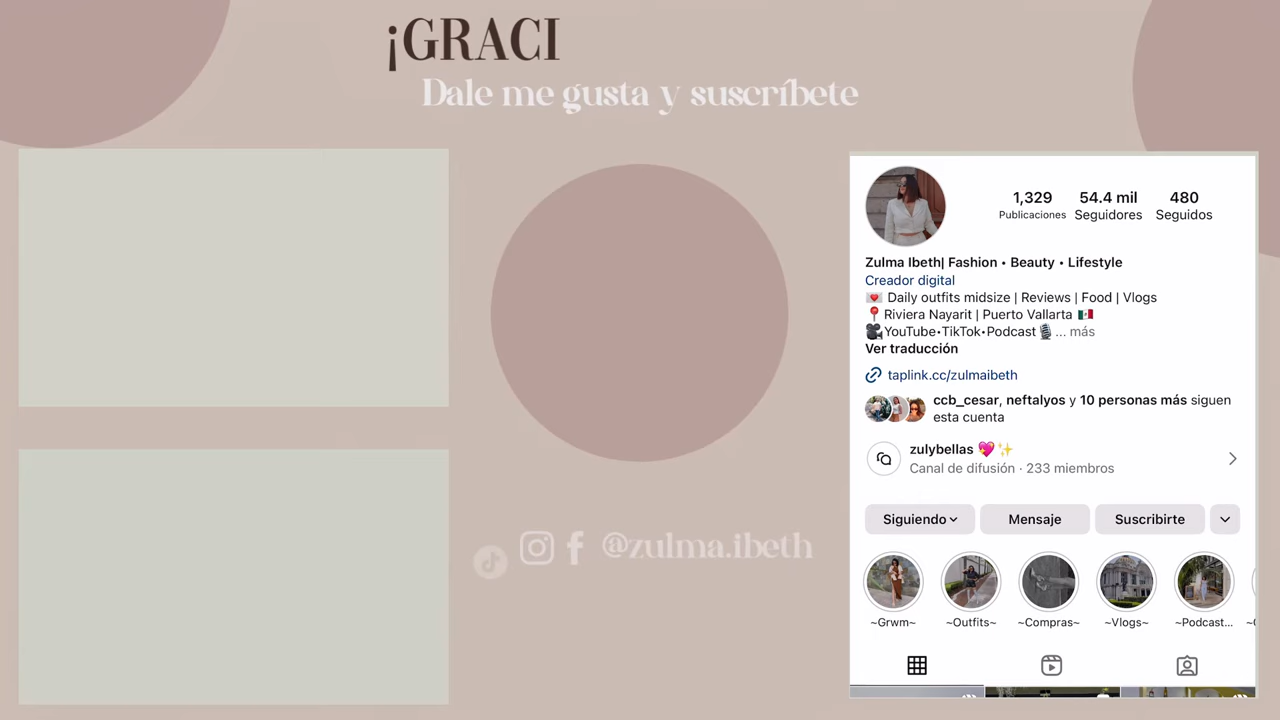 ¡GRACI
Dale me gusta y suscríbete
1,329 54.4 mil 480
Publicaciones Seguidores Seguidos
Zulma Ibeth| Fashion • Beauty • Lifestyle
Creador digital
💌 Daily outfits midsize | Reviews | Food | Vlogs
📍Riviera Nayarit | Puerto Vallarta 🇲🇽
🎥YouTube•TikTok•Podcast🎙... más
Ver traducción
taplink.cc/zulmaibeth
ccb_cesar, neftalyos y 10 personas más siguen
esta cuenta
zulybellas 💖✨
Canal de difusión · 233 miembros
Siguiendo Mensaje Suscribirte
~Grwm~ ~Outfits~ ~Compras~ ~Vlogs~ ~Podcast...
@zulma.ibeth